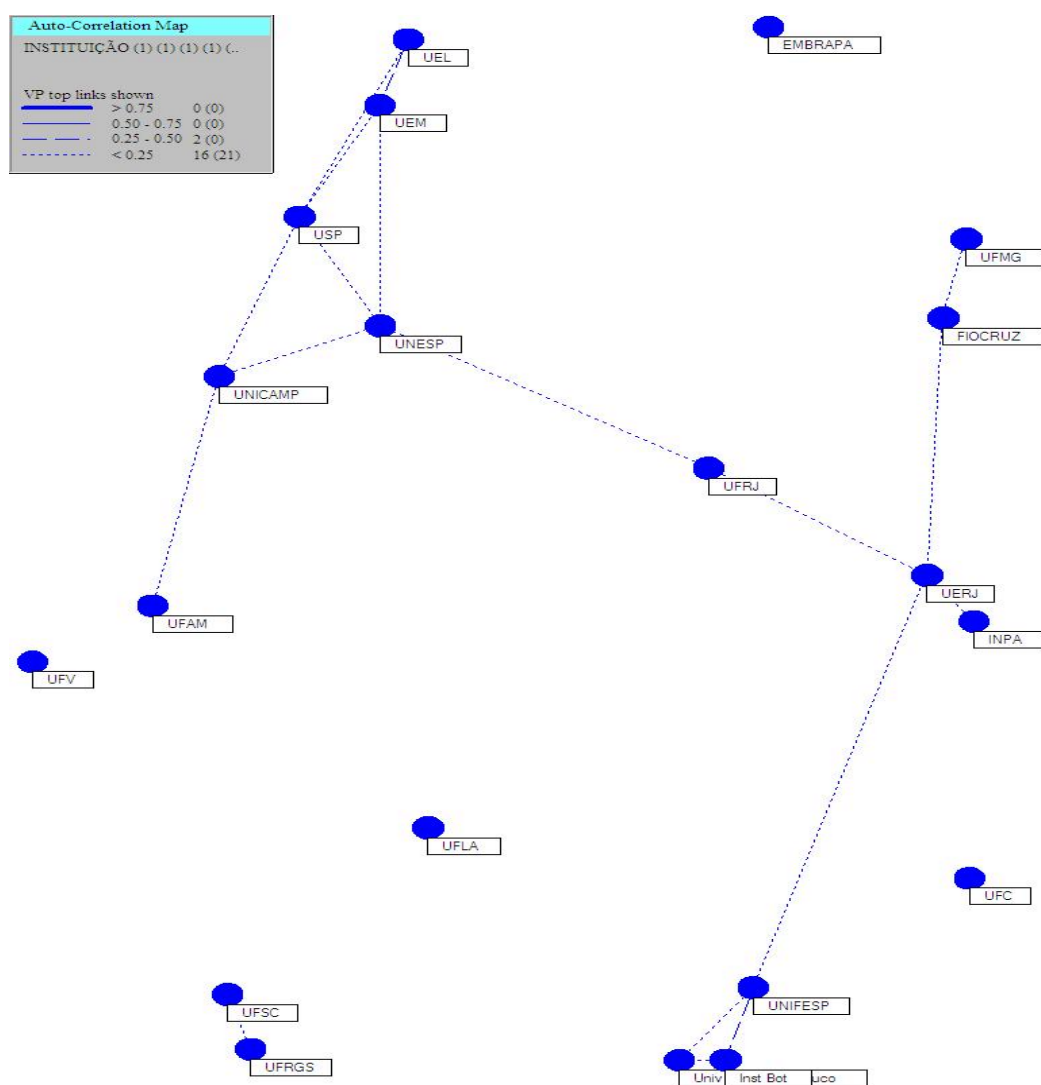 Auto-Correlation Map
INSTITUIÇÃO (1) (1) (1) (1) (..
VP top links shown
> 0.75 0 (0)
0.50 - 0.75 0 (0)
0.25 - 0.50 2 (0)
< 0.25 16 (21)
EMBRAPA
UEL
UEM
USP
UFMG
UNESP
FIOCRUZ
UNICAMP
UFRJ
UERJ
UFAM
INPA
UFV
UFLA
UFC
UNIFESP
UFSC
UFRGS
Univ Inst Bot uco